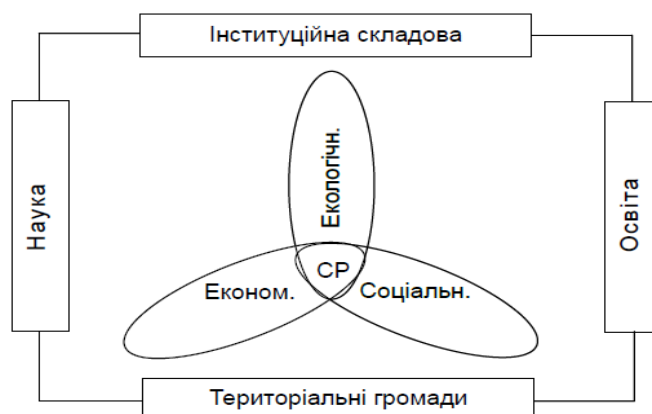 Інституційна складова
Наука
Екологічн.
Освіта
СР
Економ.
Соціальн.
Територіальні громади